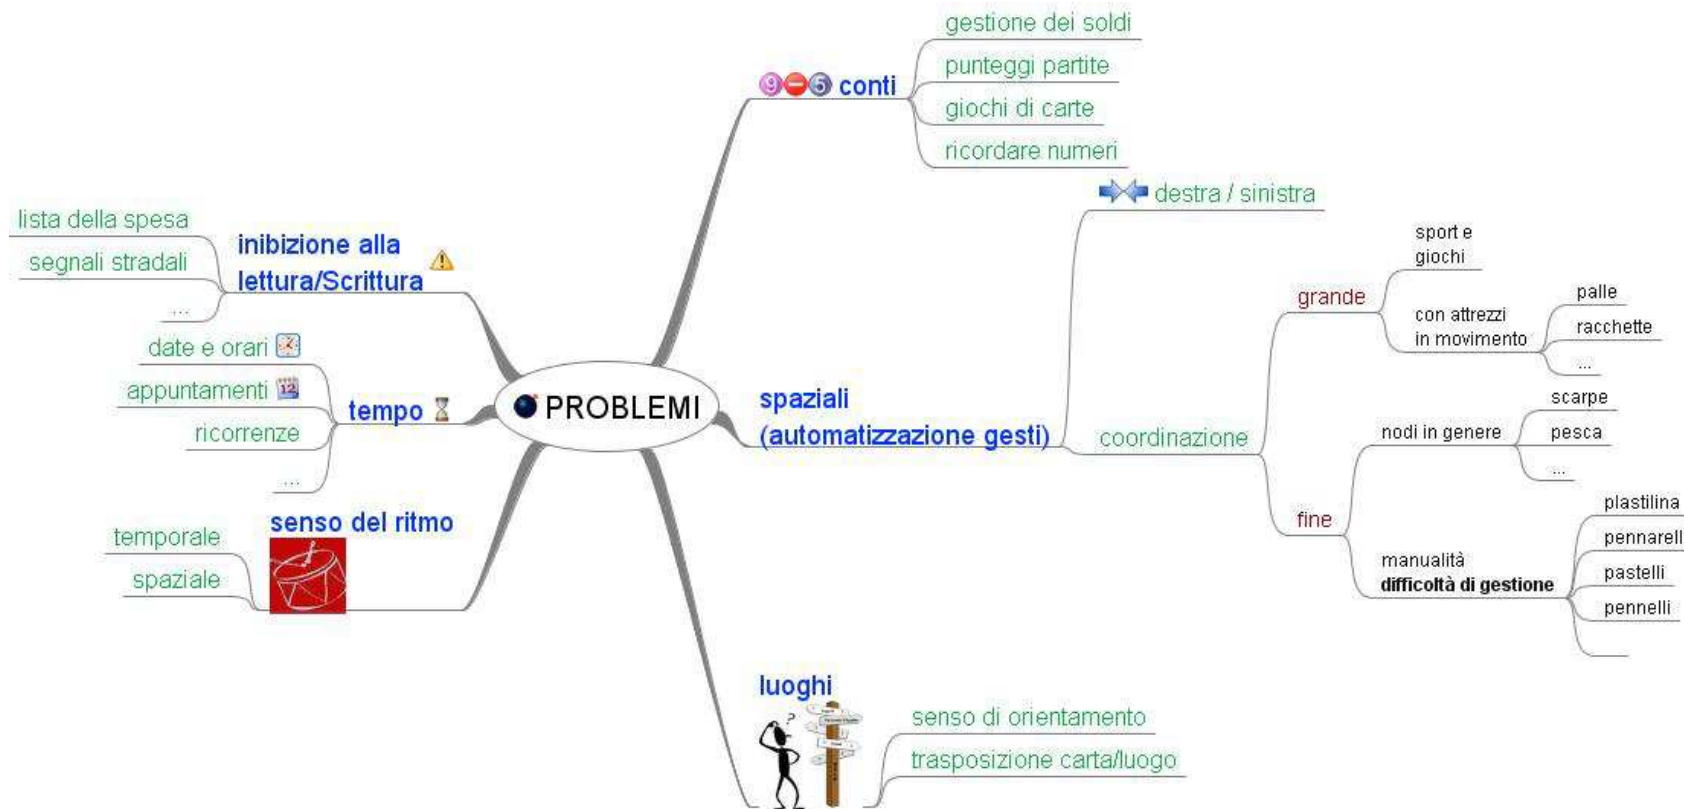 PROBLEMI
9 5 conti
gestione dei soldi
punteggi partite
giochi di carte
ricordare numeri
spaziali
(automatizzazione gesti)
destra / sinistra
coordinazione
grande
sport e
giochi
con attrezzi
in movimento
palle
racchette
...
fine
nodi in genere
scarpe
pesca
...
manualità
difficoltà di gestione
plastilina
pennarell
pastelli
pennelli
luoghi
?
senso di orientamento
trasposizione carta/luogo
inibizione alla
lettura/Scrittura
lista della spesa
segnali stradali
...
tempo
date e orari
appuntamenti 12
ricorrenze
...
senso del ritmo
temporale
spaziale